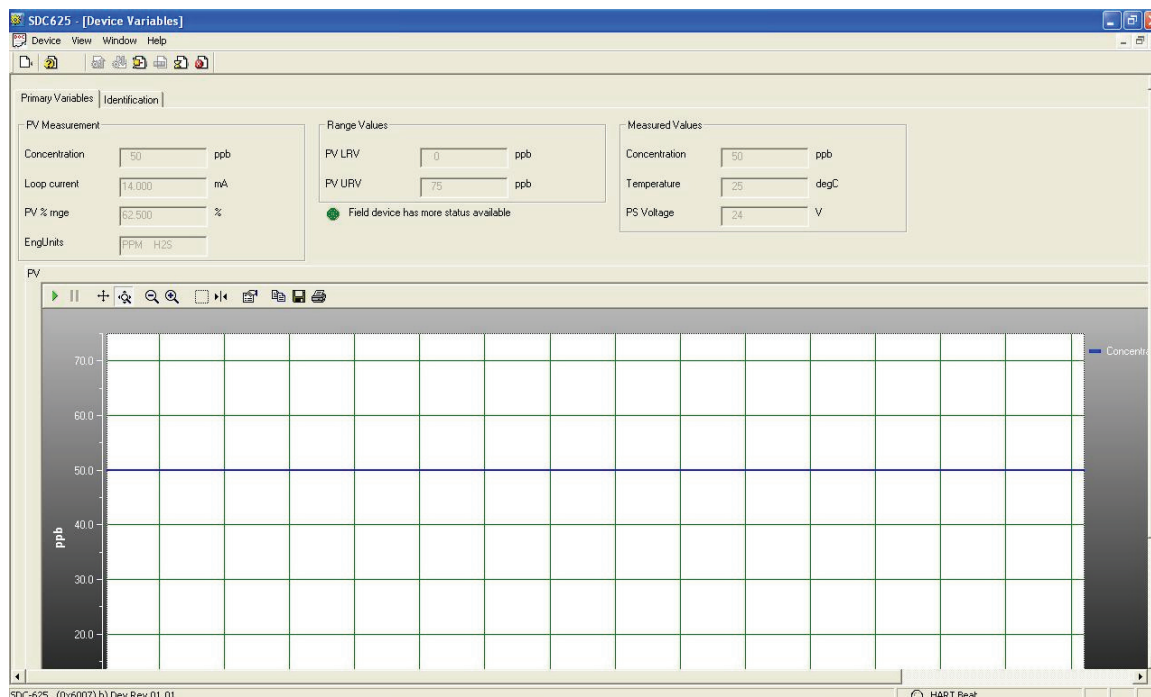 SDC625 - [Device Variables]
Device View Window Help
Primary Variables Identification
PV Measurement
Concentration 50 ppb
Loop current 14.000 mA
PV % rnge 62.500 %
EngUnits PPM H2S
Range Values
PV LRV 0 ppb
PV URV 75 ppb
Field device has more status available
Measured Values
Concentration 50 ppb
Temperature 25 degC
PS Voltage 24 V
PV
70.0
60.0
50.0
40.0
30.0
20.0
ppb
Concentra
SDC-625 (0x6007) b) Dev Rev 01.01
HART Beat